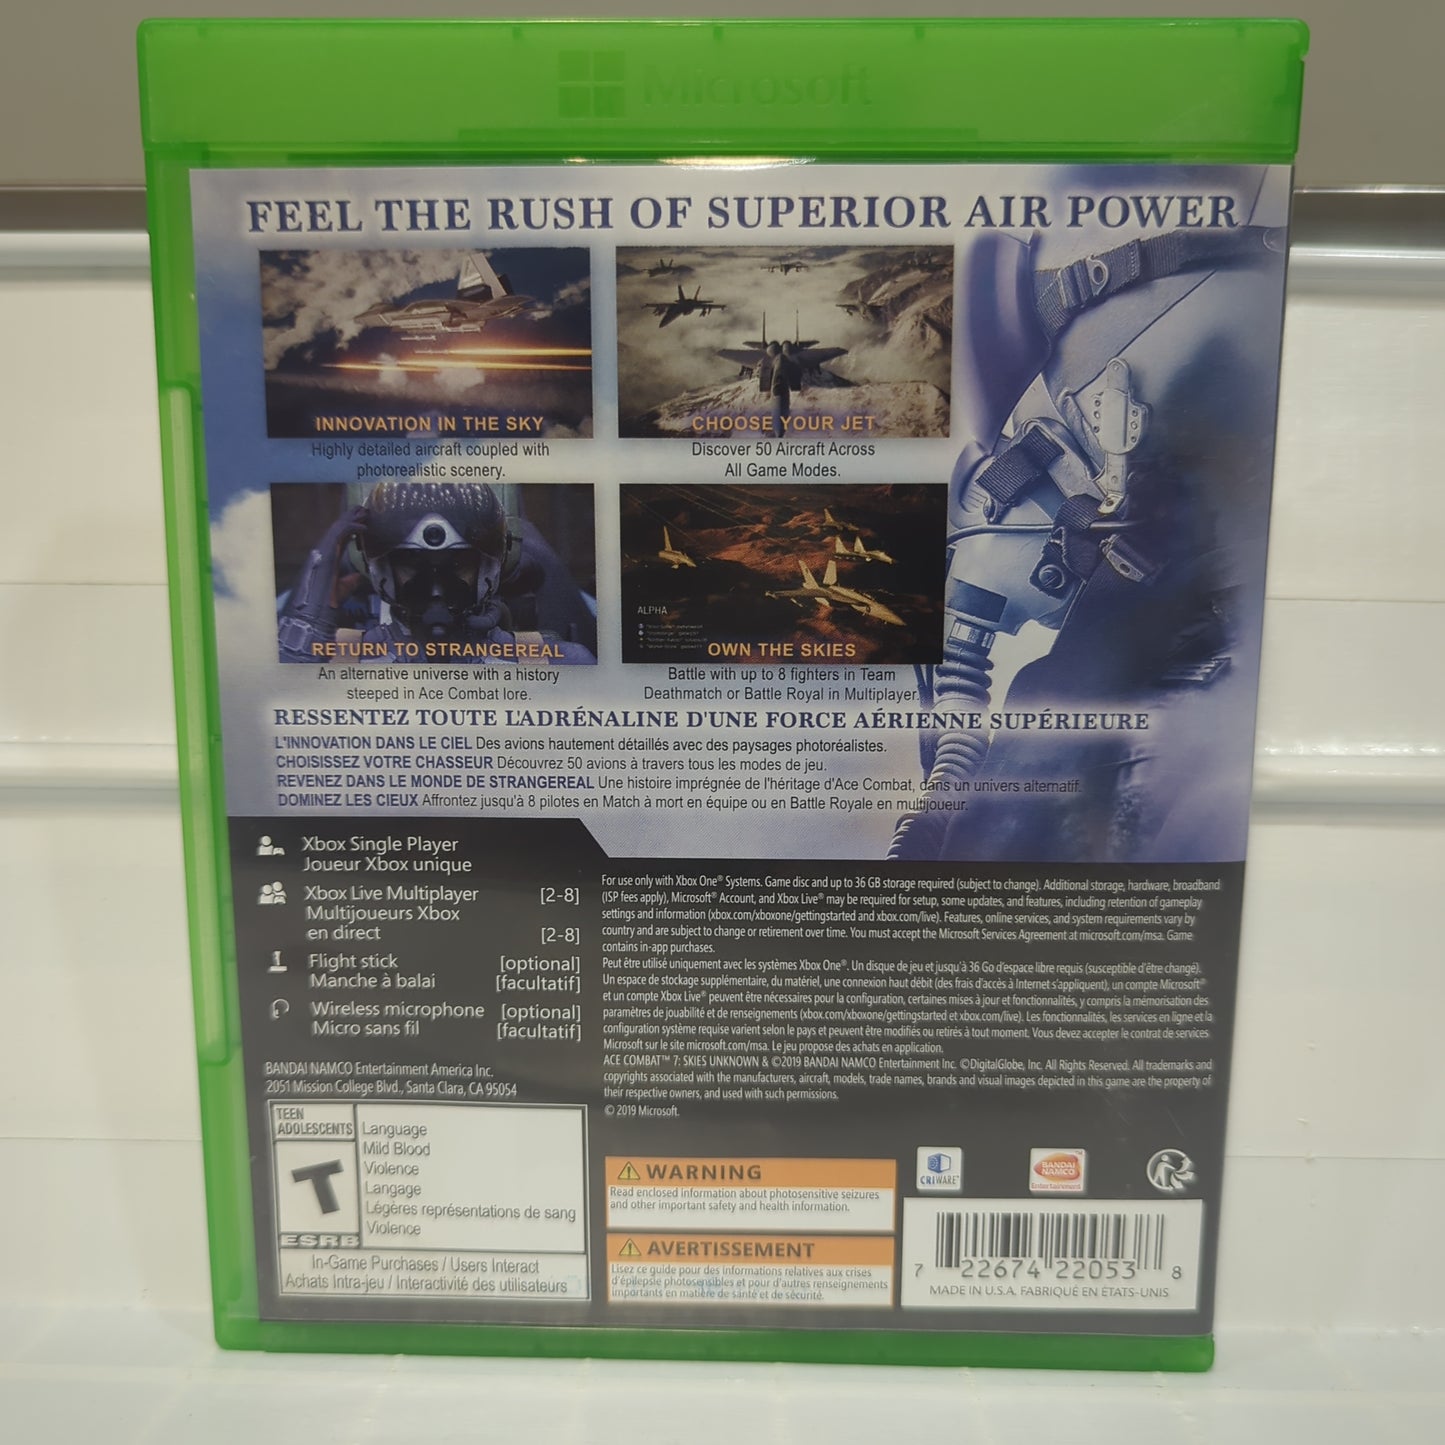 Microsoft
FEEL THE RUSH OF SUPERIOR AIR POWER
INNOVATION IN THE SKY
Highly detailed aircraft coupled with
photorealistic scenery.
CHOOSE YOUR JET
Discover 50 Aircraft Across
All Game Modes.
RETURN TO STRANGEREAL
An alternative universe with a history
steeped in Ace Combat lore.
ALPHA
OWN THE SKIES
Battle with up to 8 fighters in Team
Deathmatch or Battle Royal in Multiplayer.
RESSENTEZ TOUTE L'ADRÉNALINE D'UNE FORCE AÉRIENNE SUPÉRIEURE
L'INNOVATION DANS LE CIEL Des avions hautement détaillés avec des paysages photoréalistes.
CHOISISSEZ VOTRE CHASSEUR Découvrez 50 avions à travers tous les modes de jeu.
REVENEZ DANS LE MONDE DE STRANGEREAL Une histoire imprégnée de l'héritage d'Ace Combat, dans un univers alternatif.
DOMINEZ LES CIEUX Affrontez jusqu'à 8 pilotes en Match à mort en équipe ou en Battle Royale en multijoueur.
Xbox Single Player
Joueur Xbox unique
Xbox Live Multiplayer [2-8]
Multijoueurs Xbox
en direct [2-8]
Flight stick [optional]
Manche à balai [facultatif]
Wireless microphone [optional]
Micro sans fil [facultatif]
BANDAI NAMCO Entertainment America Inc.
2051 Mission College Blvd., Santa Clara, CA 95054
For use only with Xbox One® Systems. Game disc and up to 36 GB storage required (subject to change). Additional storage, hardware, broadband
(ISP fees apply), Microsoft® Account, and Xbox Live® may be required for setup, some updates, and features, including retention of gameplay
settings and information (xbox.com/xboxone/gettingstarted and xbox.com/live). Features, online services, and system requirements vary by
country and are subject to change or retirement over time. You must accept the Microsoft Services Agreement at microsoft.com/msa. Game
contains in-app purchases.
Peut être utilisé uniquement avec les systèmes Xbox One®. Un disque de jeu et jusqu'à 36 Go d'espace libre requis (susceptible d'être changé).
Un espace de stockage supplémentaire, du matériel, une connexion haut débit (des frais d'accès à Internet s'appliquent), un compte Microsoft®
et un compte Xbox Live® peuvent être nécessaires pour la configuration, certaines mises à jour et fonctionnalités, y compris la mémorisation des
paramètres de jouabilité et de renseignements (xbox.com/xboxone/gettingstarted et xbox.com/live). Les fonctionnalités, les services en ligne et la
configuration système requise varient selon le pays et peuvent être modifiés ou retirés à tout moment. Vous devez accepter le contrat de services
Microsoft sur le site microsoft.com/msa. Le jeu propose des achats en application.
ACE COMBAT™ 7: SKIES UNKNOWN & ©2019 BANDAI NAMCO Entertainment Inc. ©DigitalGlobe, Inc. All Rights Reserved. All trademarks and
copyrights associated with the manufacturers, aircraft, models, trade names, brands and visual images depicted in this game are the property of
their respective owners, and used with such permissions.
© 2019 Microsoft.
TEEN
ADOLESCENTS
T
ESRB
Language
Mild Blood
Violence
Langage
Légères représentations de sang
Violence
In-Game Purchases / Users Interact
Achats Intra-jeu / Interactivité des utilisateurs
WARNING
Read enclosed information about photosensitive seizures
and other important safety and health information.
AVERTISSEMENT
Lisez ce guide pour des informations relatives aux crises
d'épilepsie photosensibles et pour d'autres renseignements
importants en matière de santé et de sécurité.
CRIWARE™
BANDAI
NAMCO
Entertainment
7 22674 22053 8
MADE IN U.S.A. FABRIQUÉ EN ÉTATS-UNIS